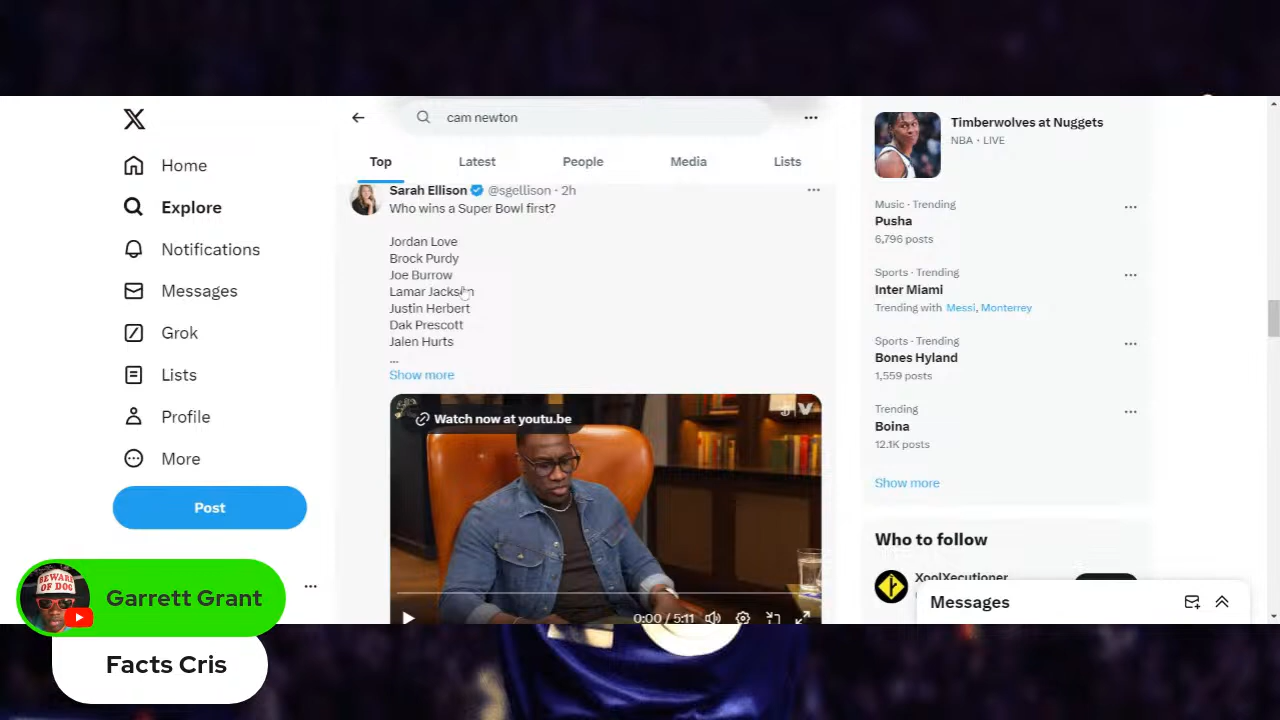 cam newton
Top
Latest
People
Media
Lists
Home
Explore
Notifications
Messages
Grok
Lists
Profile
More
Post
Sarah Ellison @sgellison · 2h
Who wins a Super Bowl first?
Jordan Love
Brock Purdy
Joe Burrow
Lamar Jackson
Justin Herbert
Dak Prescott
Jalen Hurts
...
Show more
Watch now at youtu.be
0:00 / 5:11
Timberwolves at Nuggets
NBA · LIVE
Music · Trending
Pusha
6,796 posts
Sports · Trending
Inter Miami
Trending with Messi, Monterrey
Sports · Trending
Bones Hyland
1,559 posts
Trending
Boina
12.1K posts
Show more
Who to follow
XoolXecutioner
Messages
BEWARE
OF DOG
Garrett Grant
Facts Cris